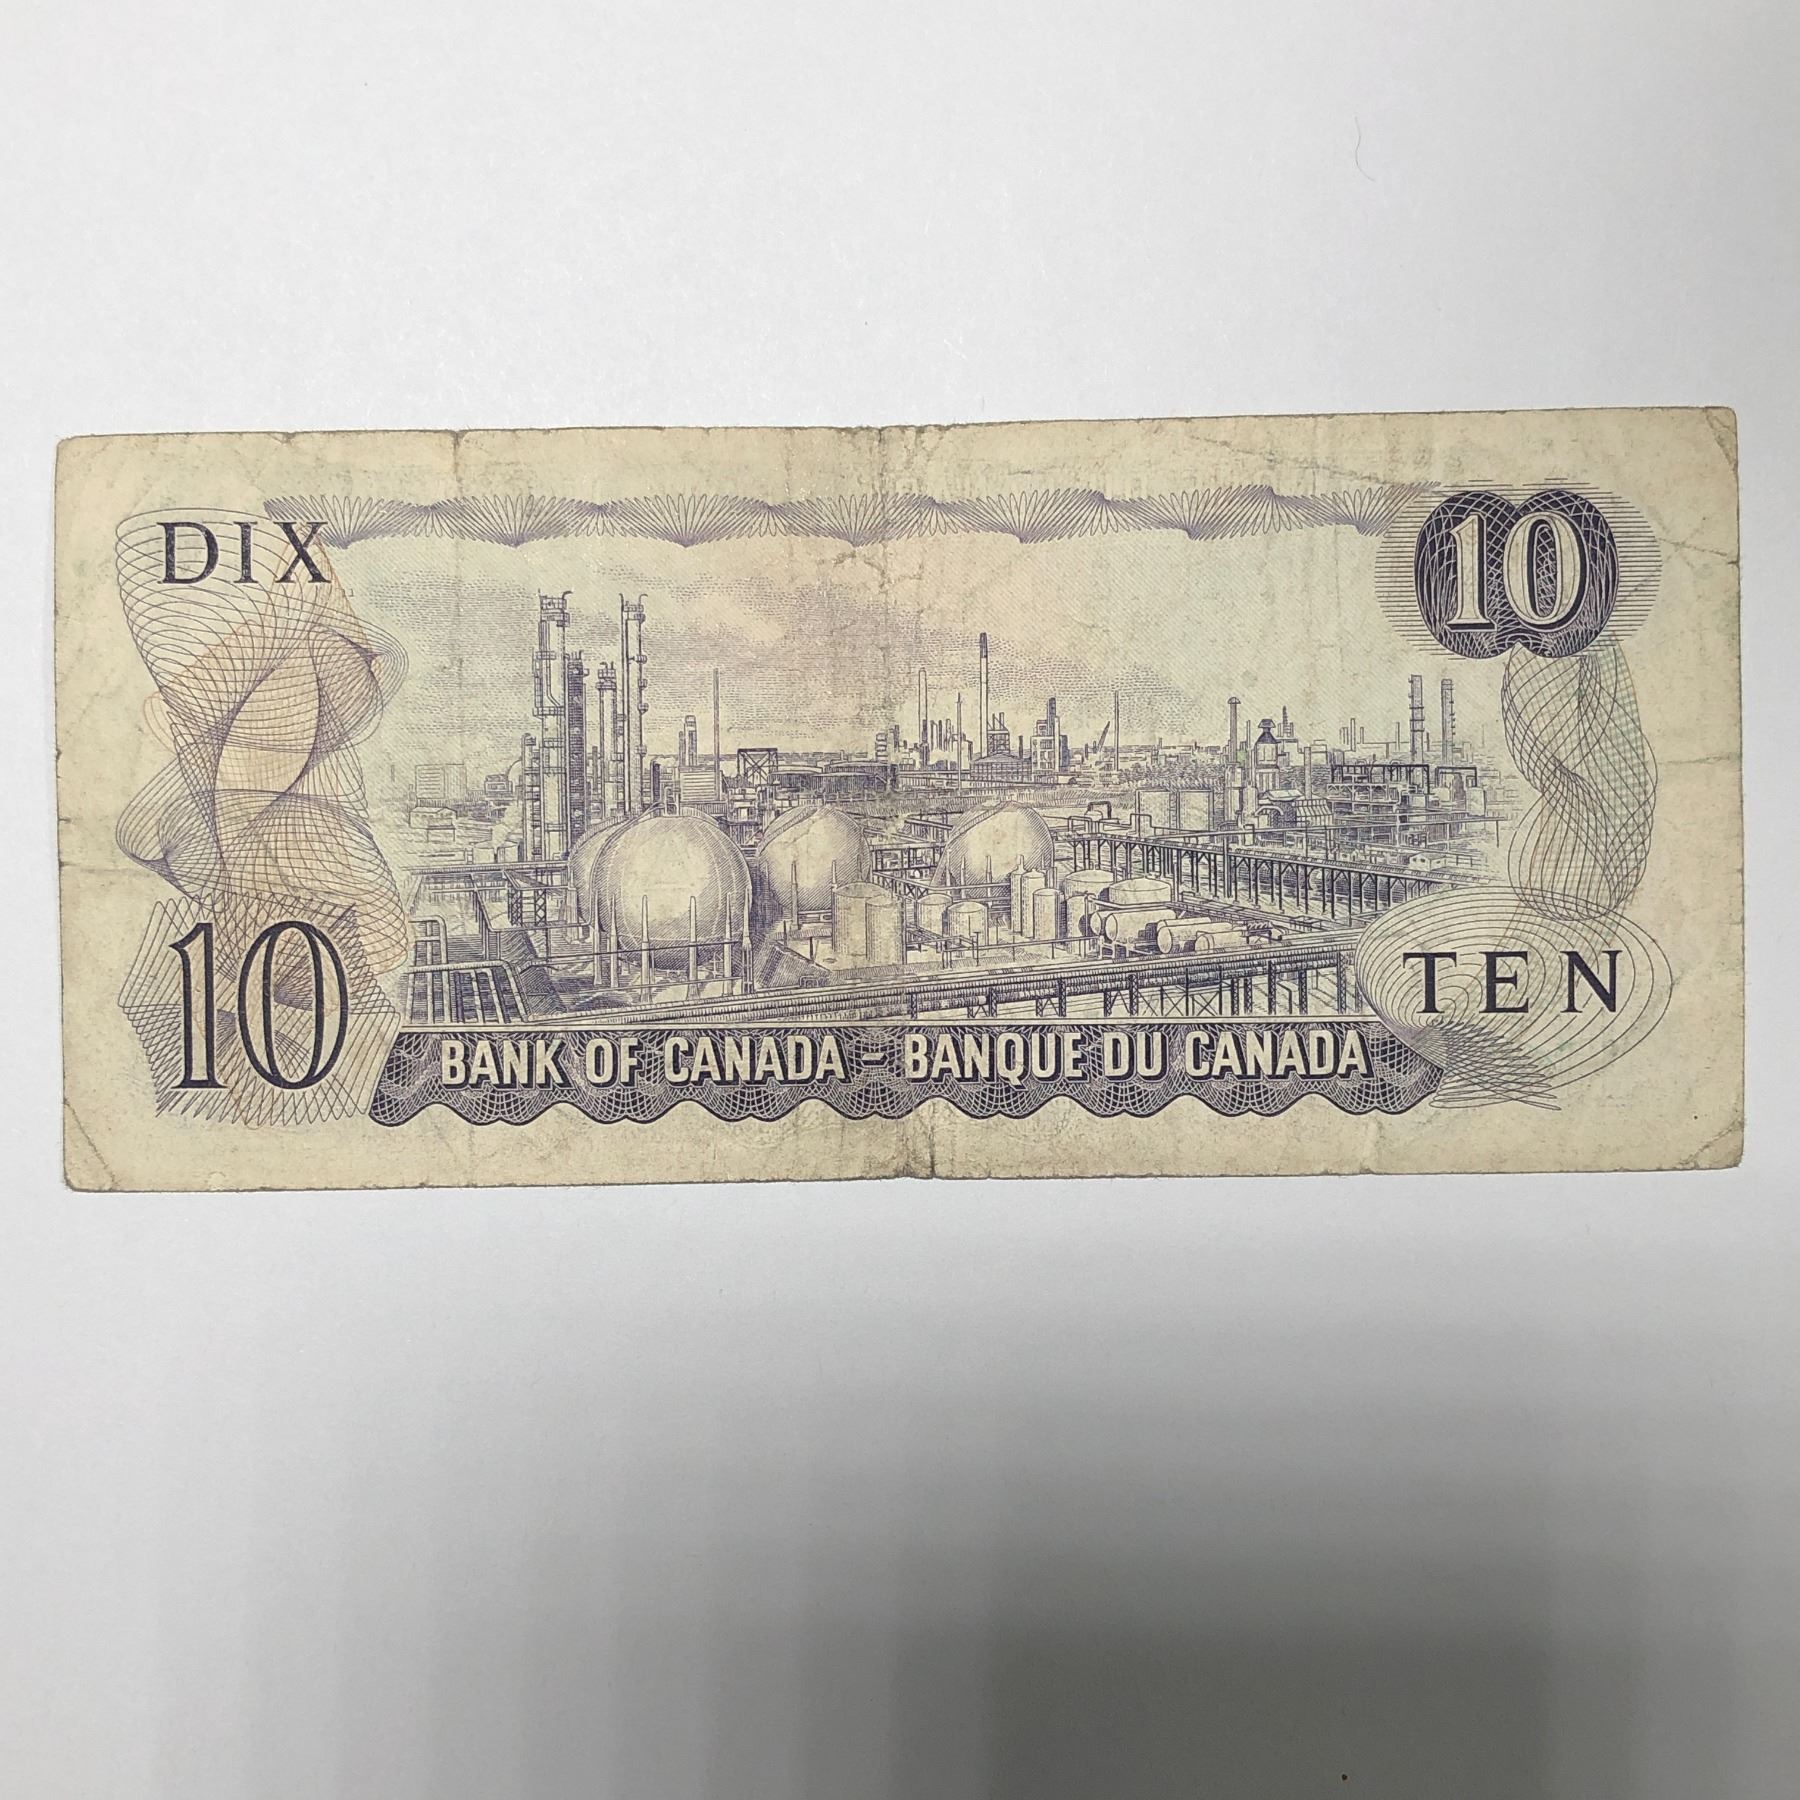 DIX
10
10
TEN
BANK OF CANADA - BANQUE DU CANADA